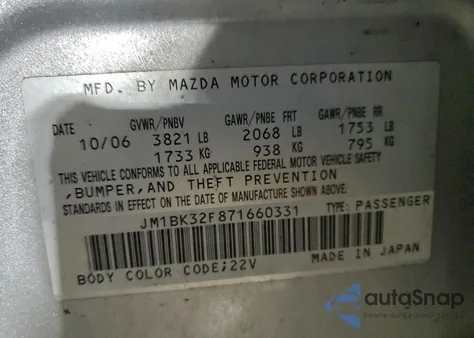 MFD. BY MAZDA MOTOR CORPORATION
GVWR/PNBV GAWR/PNBE FRT GAWR/PNBE RR
DATE 10/06 3821 LB 2068 LB 1753 LB
1733 KG 938 KG 795 KG
THIS VEHICLE CONFORMS TO ALL APPLICABLE FEDERAL MOTOR VEHICLE SAFETY
,BUMPER,AND THEFT PREVENTION
STANDARDS IN EFFECT ON THE DATE OF MANUFACTURE SHOWN ABOVE.
JM1BK32F871660331 TYPE: PASSENGER
BODY COLOR CODE;22V MADE IN JAPAN
autoSnap